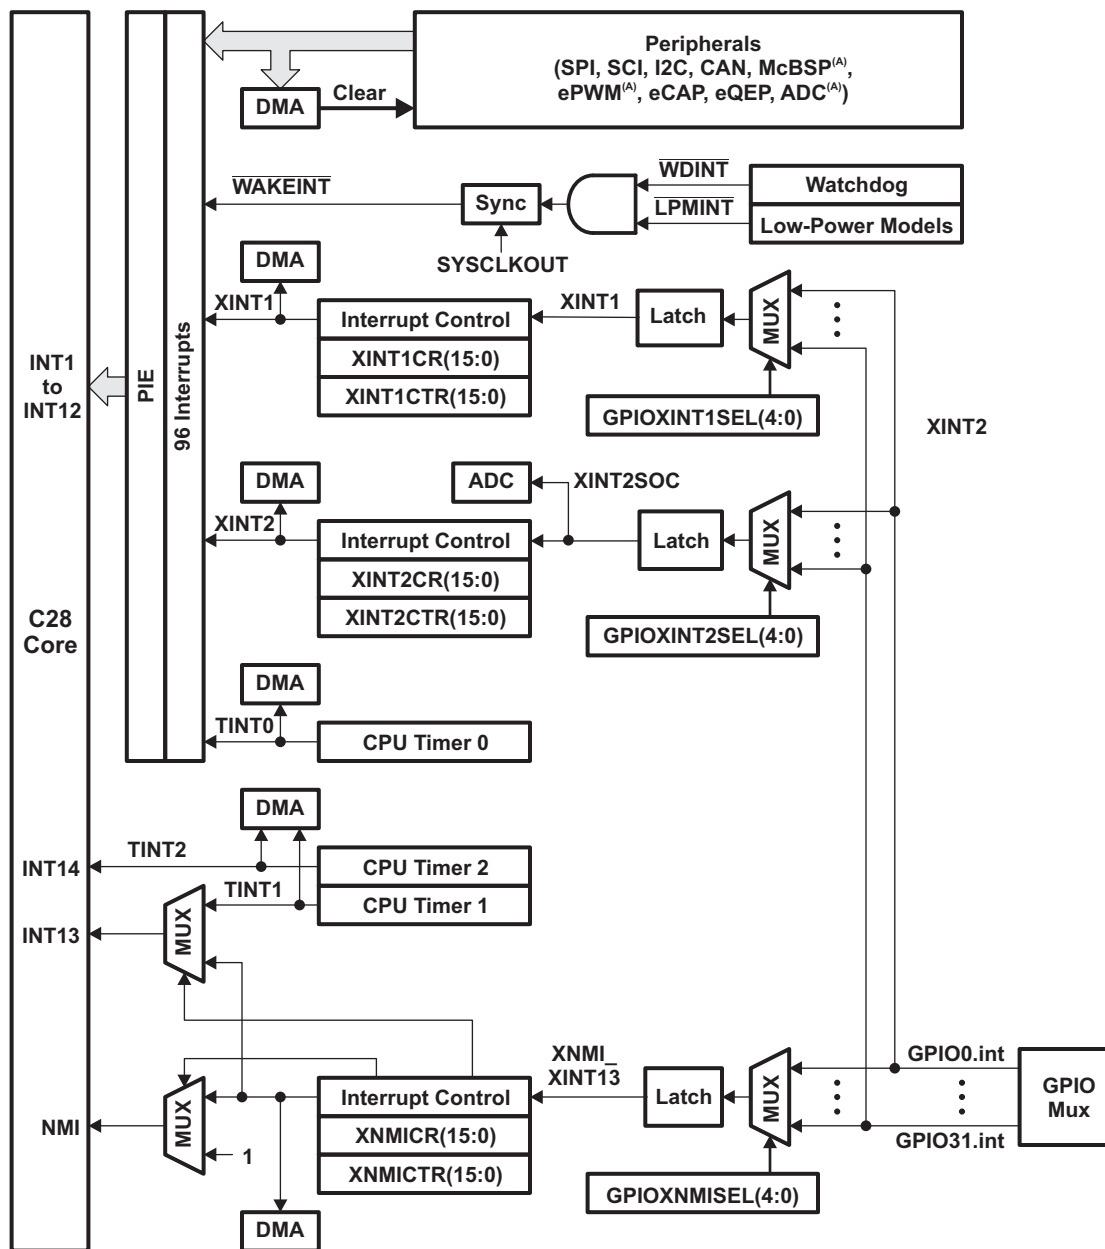 Peripherals
(SPI, SCI, I2C, CAN, McBSP(A),
ePWM(A), eCAP, eQEP, ADC(A))
DMA
Clear
WDINT
Watchdog
WAKEINT
Sync
LPMINT
Low-Power Models
SYSCLKOUT
DMA
XINT1
Interrupt Control
XINT1
Latch
MUX
XINT1CR(15:0)
XINT1CTR(15:0)
GPIOXINT1SEL(4:0)
INT1
to
INT12
PIE
96 Interrupts
XINT2
DMA
ADC
XINT2SOC
XINT2
Interrupt Control
Latch
MUX
XINT2CR(15:0)
XINT2CTR(15:0)
GPIOXINT2SEL(4:0)
C28
Core
DMA
TINT0
CPU Timer 0
DMA
INT14
TINT2
CPU Timer 2
TINT1
CPU Timer 1
INT13
MUX
XNMI_
XINT13
GPIO0.int
Interrupt Control
Latch
MUX
GPIO
Mux
NMI
MUX
XNMICR(15:0)
GPIO31.int
1
XNMICTR(15:0)
GPIOXNMISEL(4:0)
DMA